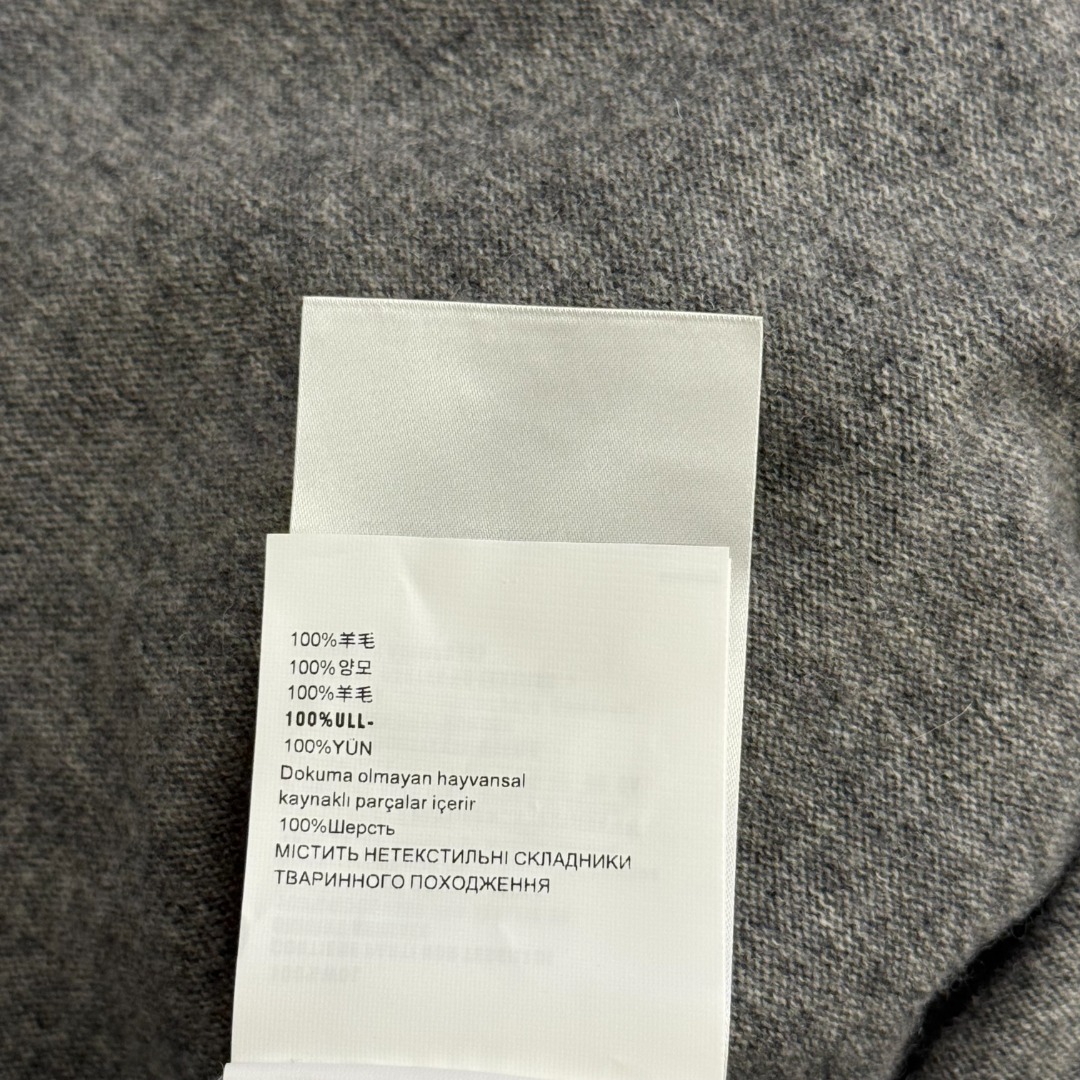 100%羊毛
100%양모
100%羊毛
100%ULL-
100%YÜN
Dokuma olmayan hayvansal
kaynaklı parçalar içerir
100%Шерсть
МІСТИТЬ НЕТЕКСТИЛЬНІ СКЛАДНИКИ
ТВАРИННОГО ПОХОДЖЕННЯ